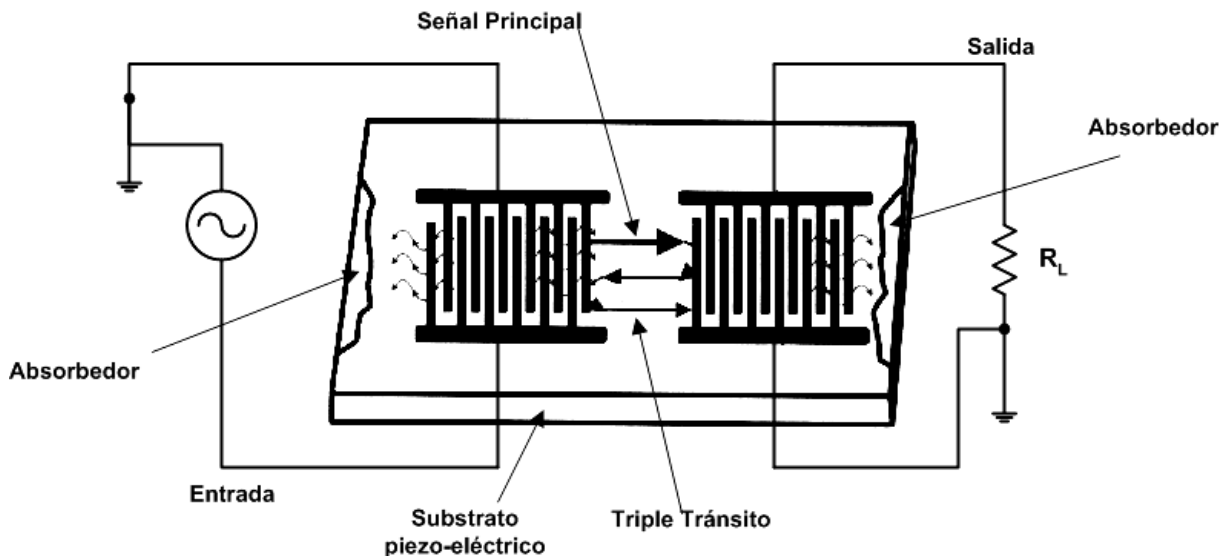 Señal Principal
Salida
Absorbedor
R_L
Absorbedor
Entrada
Substrato
piezo-eléctrico
Triple Tránsito